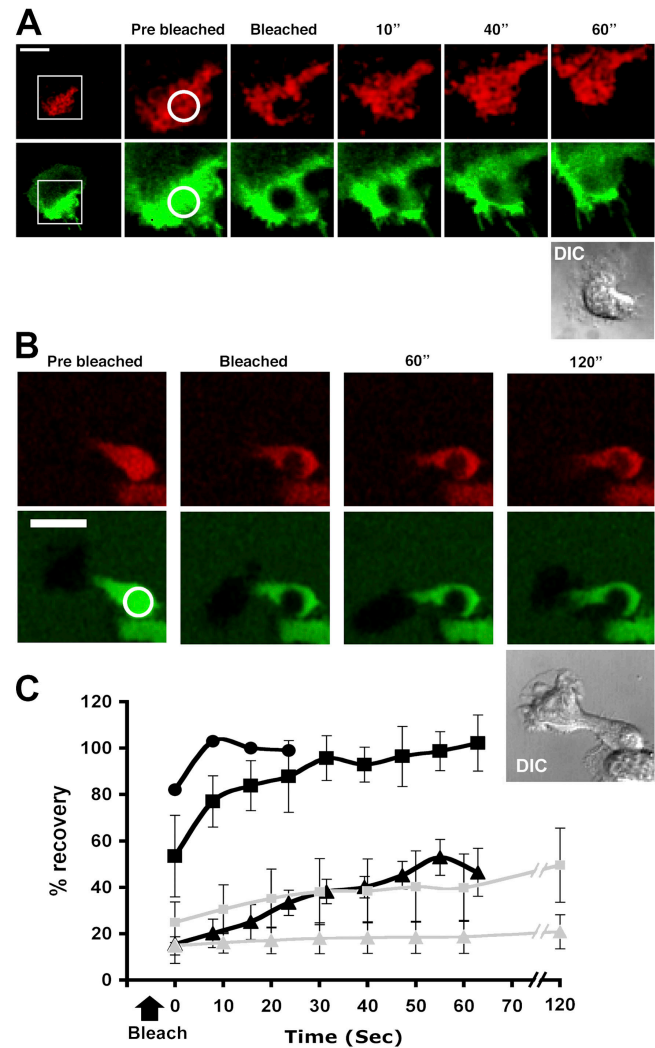 A
Pre bleached Bleached 10” 40” 60”
DIC
B
Pre bleached Bleached 60” 120”
DIC
C
% recovery
120
100
80
60
40
20
0
0 10 20 30 40 50 60 70 120
Bleach
Time (Sec)